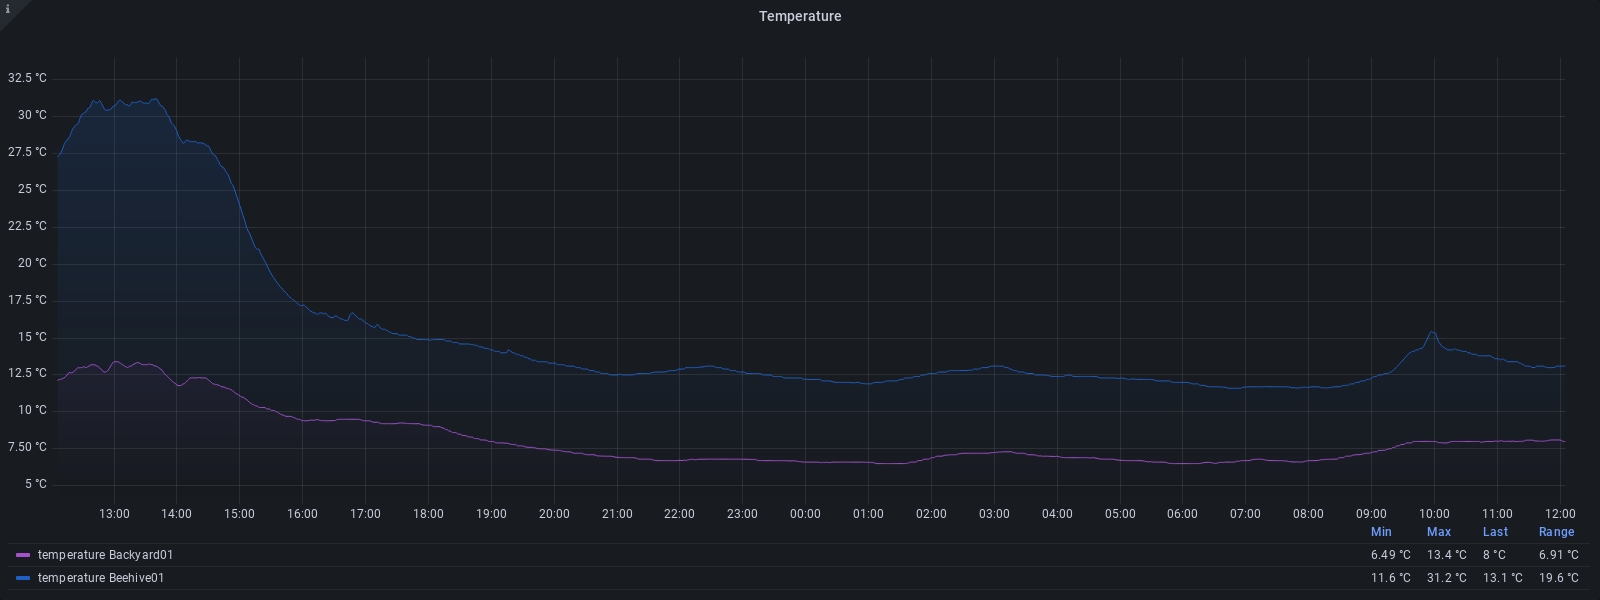 i
Temperature
32.5 °C
30 °C
27.5 °C
25 °C
22.5 °C
20 °C
17.5 °C
15 °C
12.5 °C
10 °C
7.50 °C
5 °C
13:00 14:00 15:00 16:00 17:00 18:00 19:00 20:00 21:00 22:00 23:00 00:00 01:00 02:00 03:00 04:00 05:00 06:00 07:00 08:00 09:00 10:00 11:00 12:00
Min Max Last Range
temperature Backyard01 6.49 °C 13.4 °C 8 °C 6.91 °C
temperature Beehive01 11.6 °C 31.2 °C 13.1 °C 19.6 °C